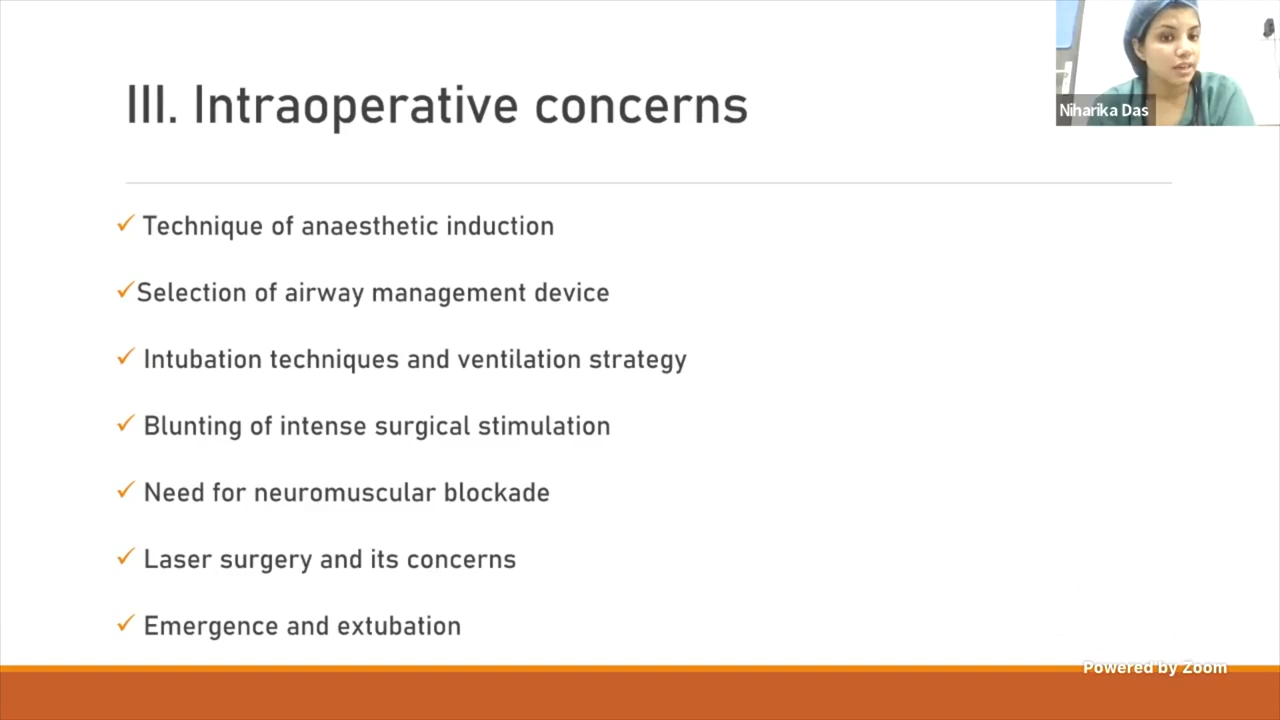 III. Intraoperative concerns
Niharika Das
✓ Technique of anaesthetic induction
✓Selection of airway management device
✓ Intubation techniques and ventilation strategy
✓ Blunting of intense surgical stimulation
✓ Need for neuromuscular blockade
✓ Laser surgery and its concerns
✓ Emergence and extubation
Powered by Zoom